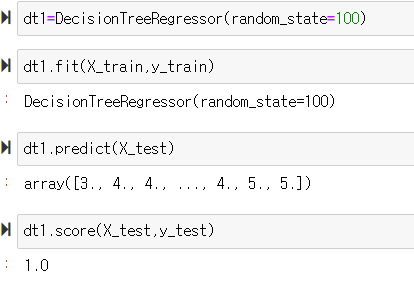 dt1=DecisionTreeRegressor(random_state=100)
dt1.fit(X_train,y_train)
DecisionTreeRegressor(random_state=100)
dt1.predict(X_test)
array([3., 4., 4., ..., 4., 5., 5.])
dt1.score(X_test,y_test)
1.0